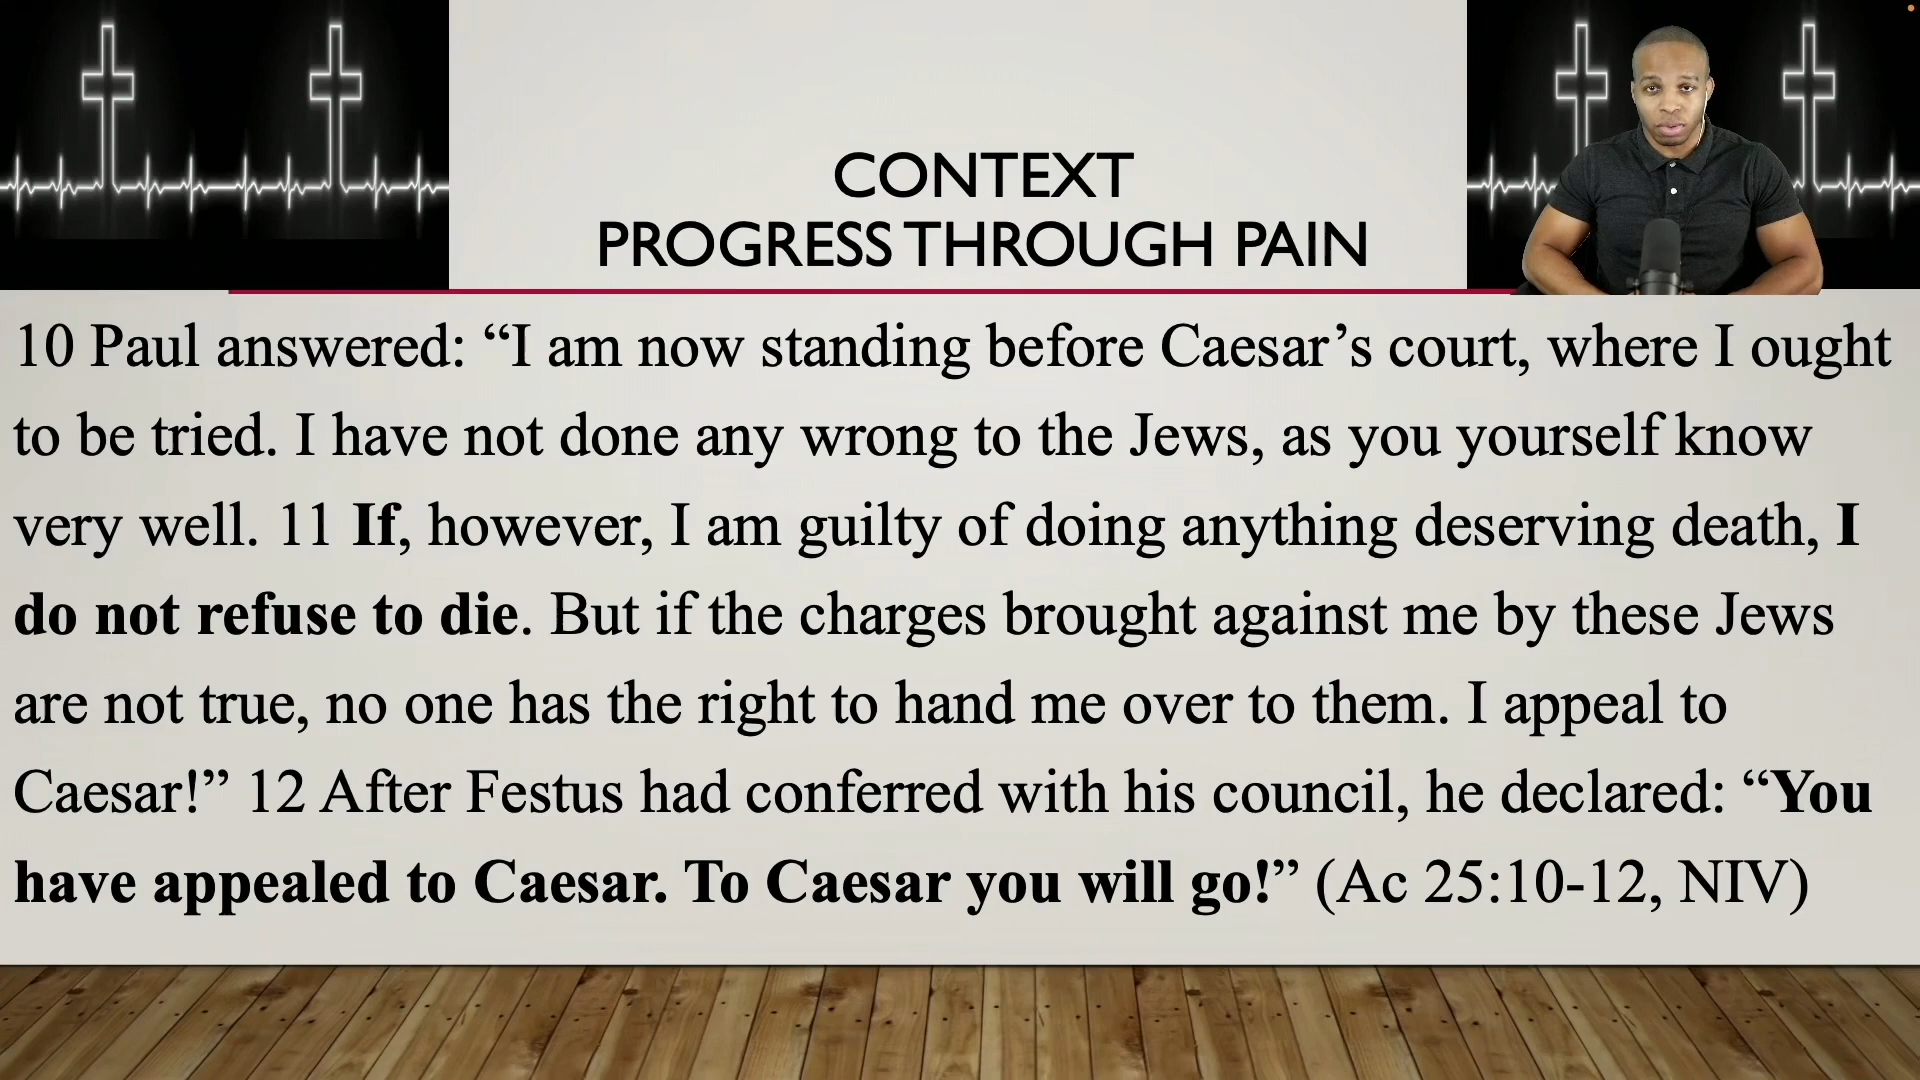 CONTEXT
PROGRESS THROUGH PAIN
10 Paul answered: “I am now standing before Caesar’s court, where I ought
to be tried. I have not done any wrong to the Jews, as you yourself know
very well. 11 If, however, I am guilty of doing anything deserving death, I
do not refuse to die. But if the charges brought against me by these Jews
are not true, no one has the right to hand me over to them. I appeal to
Caesar!” 12 After Festus had conferred with his council, he declared: “You
have appealed to Caesar. To Caesar you will go!” (Ac 25:10-12, NIV)